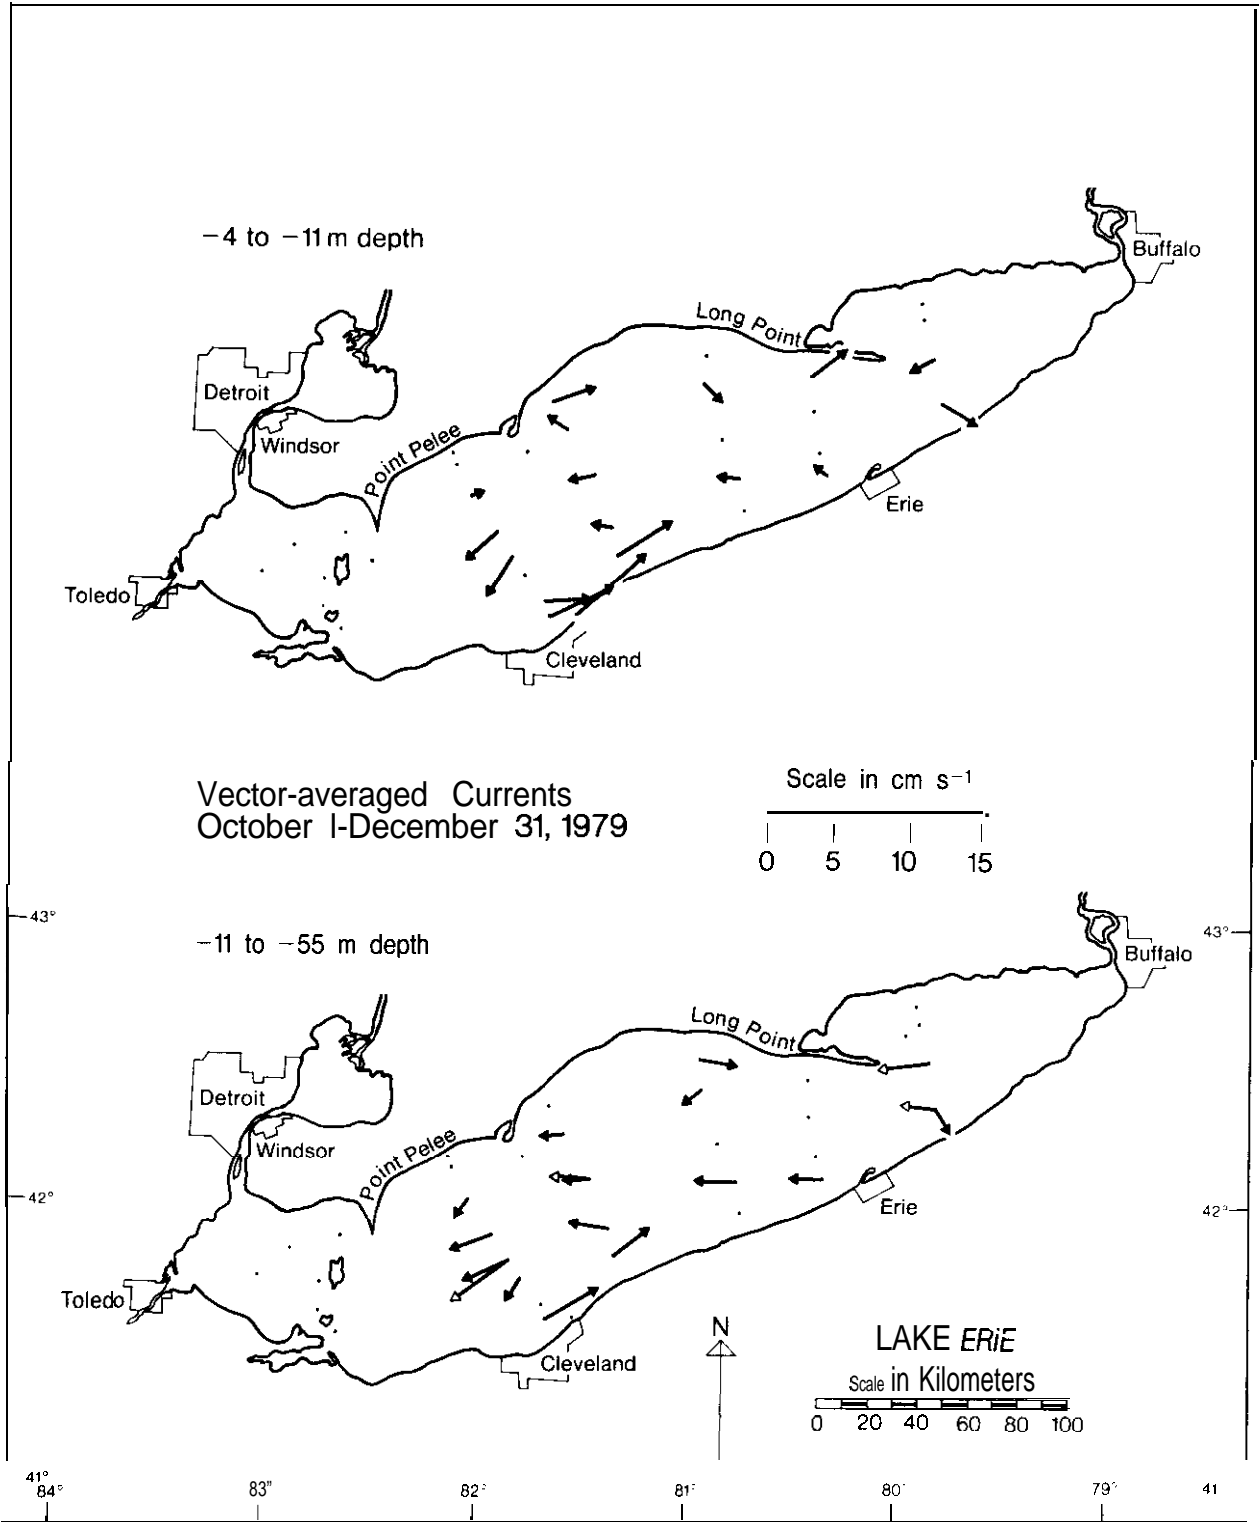 −4 to −11 m depth
Buffalo
Long Point
Detroit
Windsor
Point Pelee
Erie
Toledo
Cleveland
Vector-averaged Currents
October I-December 31, 1979
Scale in cm s⁻¹
0 5 10 15
43°
43°
−11 to −55 m depth
Buffalo
Long Point
Detroit
Windsor
Point Pelee
42°
42°
Erie
Toledo
Cleveland
N
LAKE ERiE
Scale in Kilometers
0 20 40 60 80 100
41°
84° 83" 82° 81° 80° 79° 41